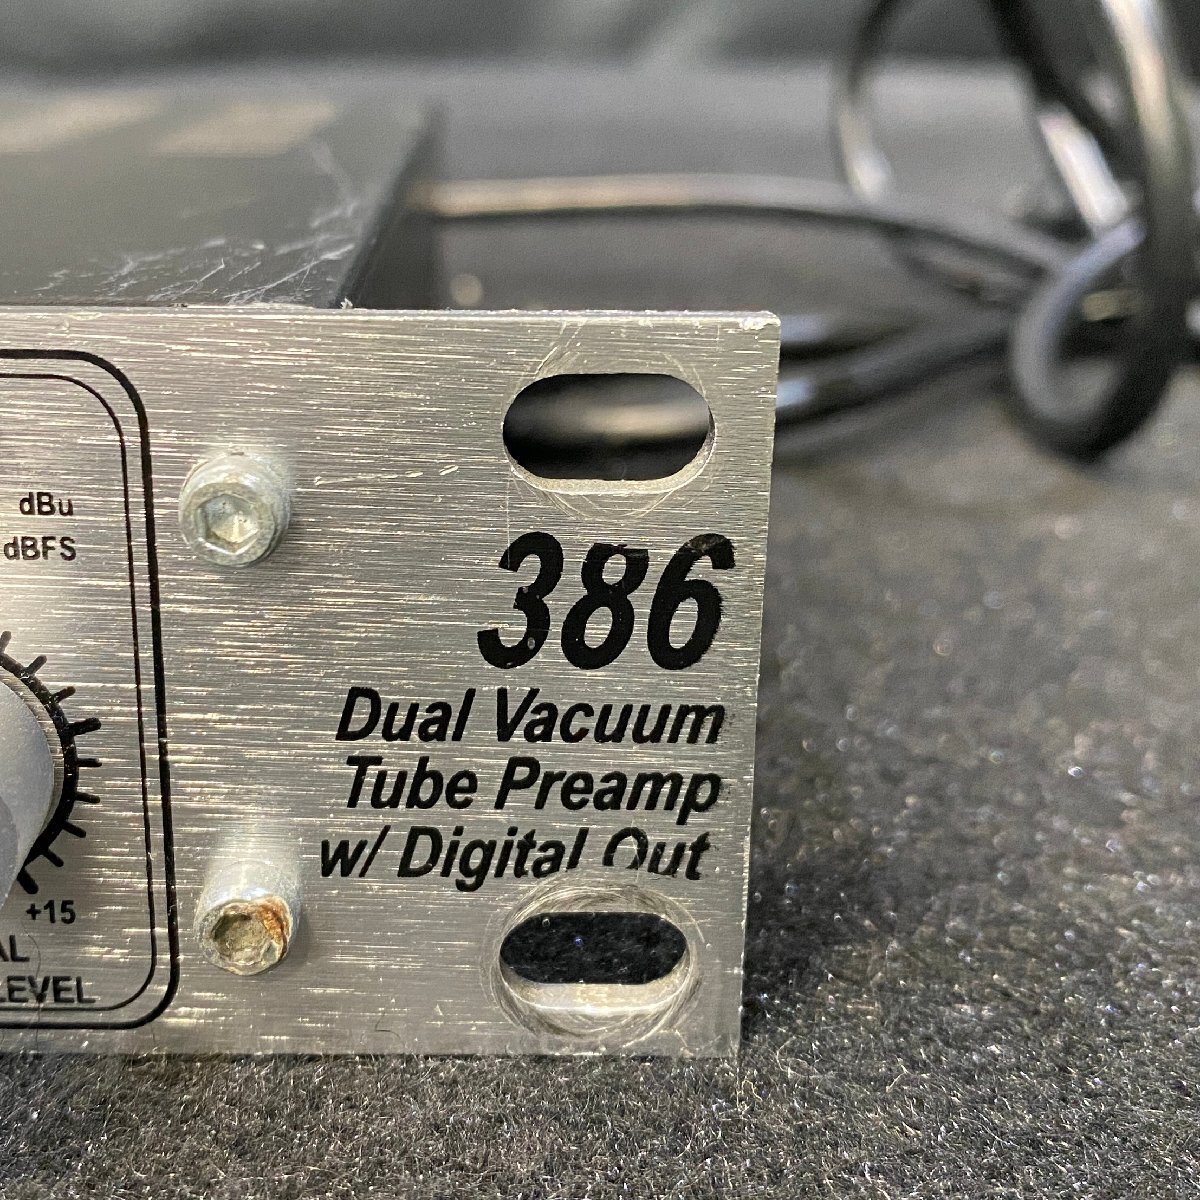 dBu
dBFS
386
Dual Vacuum
Tube Preamp
w/ Digital Out
+15
LEVEL